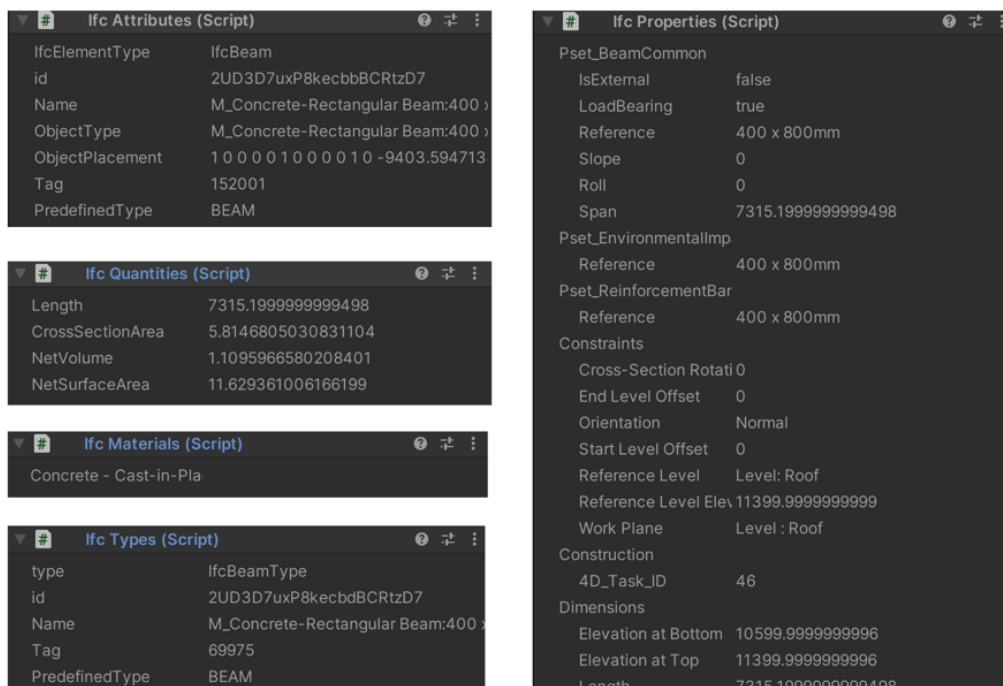 Ifc Attributes (Script)
IfcElementType IfcBeam
id 2UD3D7uxP8kecbbBCRtzD7
Name M_Concrete-Rectangular Beam:400 x
ObjectType M_Concrete-Rectangular Beam:400 x
ObjectPlacement 1 0 0 0 0 1 0 0 0 0 1 0 -9403.594713
Tag 152001
PredefinedType BEAM
Ifc Quantities (Script)
Length 7315.1999999999498
CrossSectionArea 5.8146805030831104
NetVolume 1.1095966580208401
NetSurfaceArea 11.629361006166199
Ifc Materials (Script)
Concrete - Cast-in-Pla
Ifc Types (Script)
type IfcBeamType
id 2UD3D7uxP8kecbdBCRtzD7
Name M_Concrete-Rectangular Beam:400 x
Tag 69975
PredefinedType BEAM
Ifc Properties (Script)
Pset_BeamCommon
IsExternal false
LoadBearing true
Reference 400 x 800mm
Slope 0
Roll 0
Span 7315.1999999999498
Pset_EnvironmentalImp
Reference 400 x 800mm
Pset_ReinforcementBar
Reference 400 x 800mm
Constraints
Cross-Section Rotati 0
End Level Offset 0
Orientation Normal
Start Level Offset 0
Reference Level Level: Roof
Reference Level Elev 11399.9999999999
Work Plane Level : Roof
Construction
4D_Task_ID 46
Dimensions
Elevation at Bottom 10599.9999999996
Elevation at Top 11399.9999999996
Length 7315.1999999999498